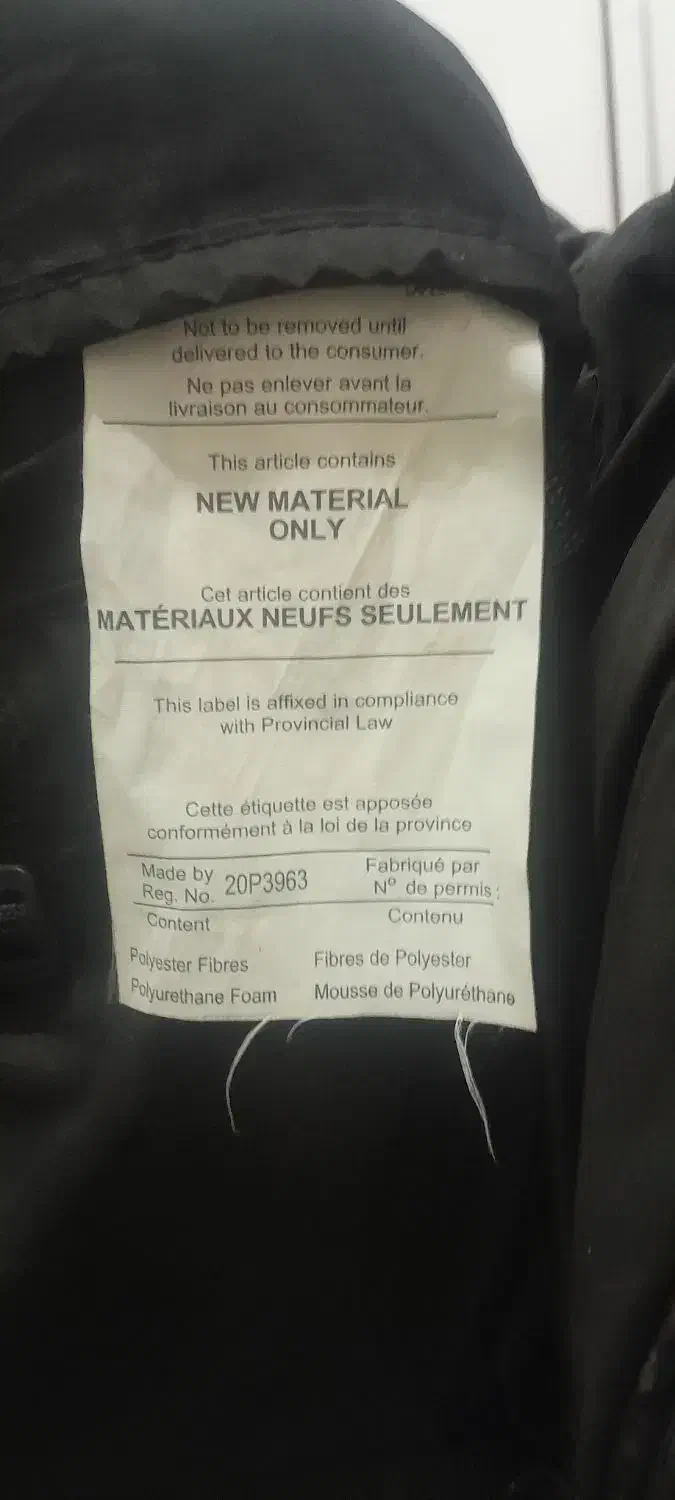 Not to be removed until
delivered to the consumer.
Ne pas enlever avant la
livraison au consommateur.
This article contains
NEW MATERIAL
ONLY
Cet article contient des
MATÉRIAUX NEUFS SEULEMENT
This label is affixed in compliance
with Provincial Law
Cette étiquette est apposée
conformément à la loi de la province
Made by Fabriqué par
Reg. No. 20P3963 Nº de permis :
Content Contenu
Polyester Fibres Fibres de Polyester
Polyurethane Foam Mousse de Polyuréthane